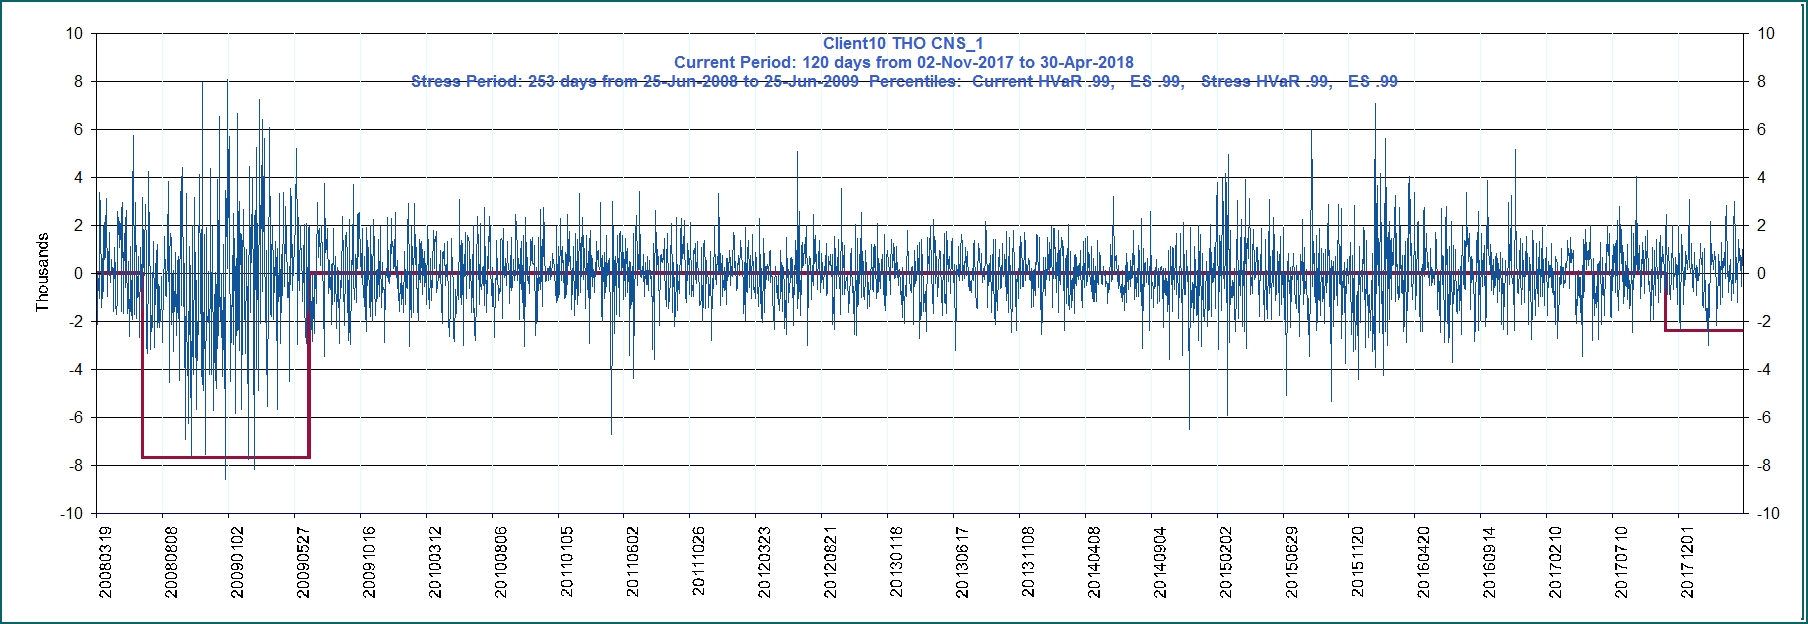 Client10 THO CNS_1
Current Period: 120 days from 02-Nov-2017 to 30-Apr-2018
Stress Period: 253 days from 25-Jun-2008 to 25-Jun-2009 Percentiles: Current HVaR .99, ES .99, Stress HVaR .99, ES .99
10 10
8 8
6 6
4 4
2 2
0 0
-2 -2
-4 -4
-6 -6
-8 -8
-10 -10
Thousands
20080319 20080808 20090102 20090527 20091016 20100312 20100806 20110105 20110602 20111026 20120323 20120821 20130118 20130617 20131108 20140408 20140904 20150202 20150629 20151120 20160420 20160914 20170210 20170710 20171201